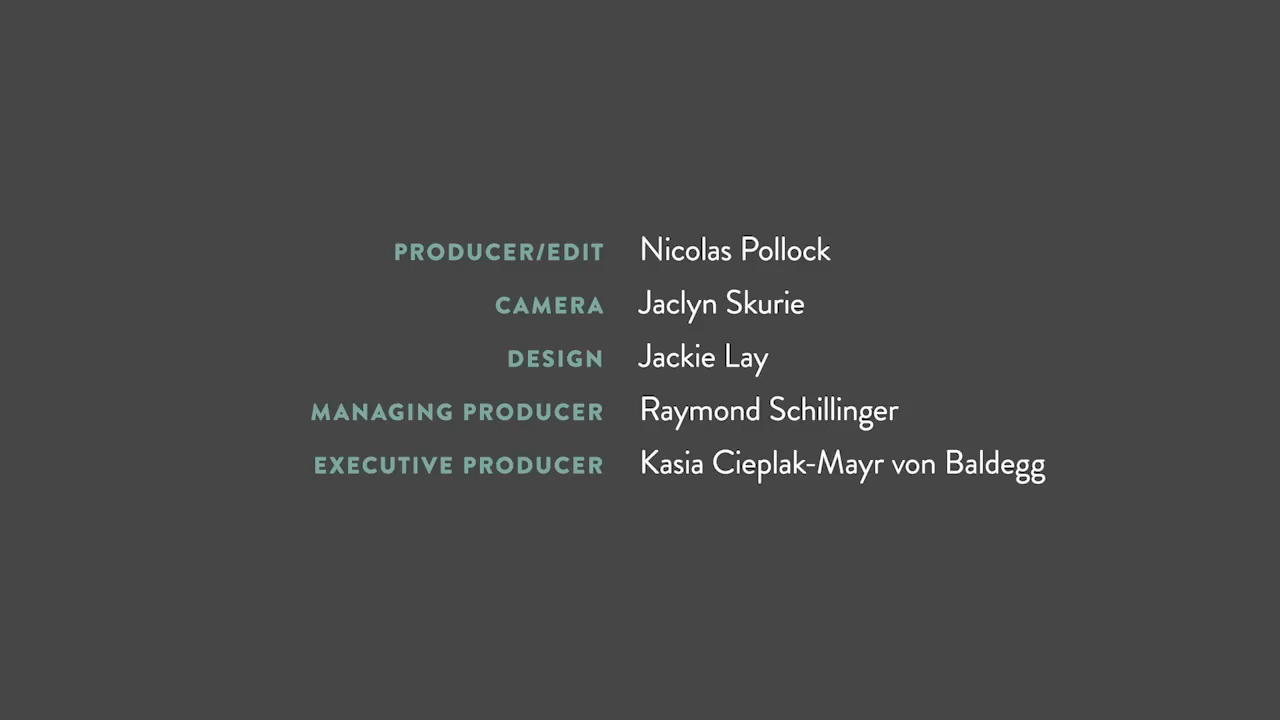 PRODUCER/EDIT Nicolas Pollock
CAMERA Jaclyn Skurie
DESIGN Jackie Lay
MANAGING PRODUCER Raymond Schillinger
EXECUTIVE PRODUCER Kasia Cieplak-Mayr von Baldegg